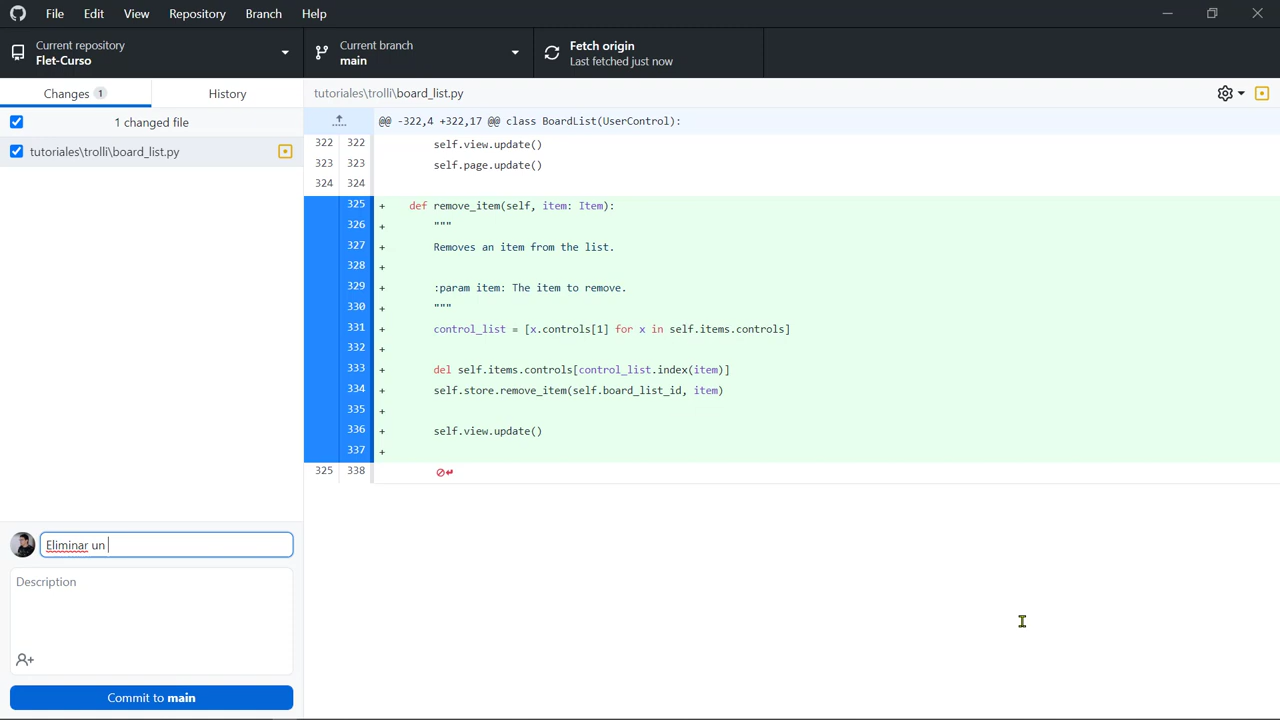 File Edit View Repository Branch Help
Current repository
Flet-Curso
Current branch
main
Fetch origin
Last fetched just now
Changes 1
History
tutoriales\trolli\board_list.py
1 changed file
tutoriales\trolli\board_list.py
@@ -322,4 +322,17 @@ class BoardList(UserControl):
322 322 self.view.update()
323 323 self.page.update()
324 324
325 + def remove_item(self, item: Item):
326 + """
327 + Removes an item from the list.
328 +
329 + :param item: The item to remove.
330 + """
331 + control_list = [x.controls[1] for x in self.items.controls]
332 +
333 + del self.items.controls[control_list.index(item)]
334 + self.store.remove_item(self.board_list_id, item)
335 +
336 + self.view.update()
337 +
325 338
Eliminar un
Description
Commit to main